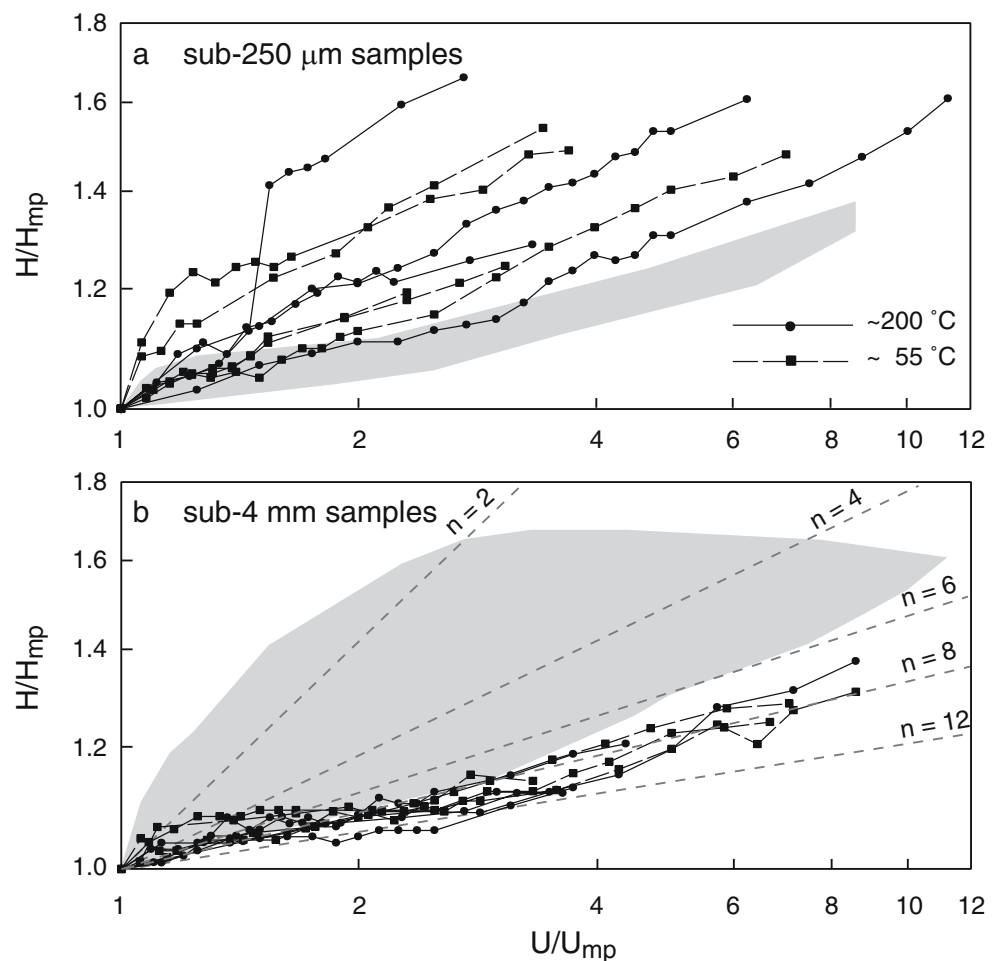 1.8
a sub-250 μm samples
1.6
1.4
H/Hmp
1.2
~200 ˚C
~ 55 ˚C
1.0
1 2 4 6 8 10 12
1.8
b sub-4 mm samples
n = 2
n = 4
1.6
n = 6
1.4
n = 8
H/Hmp
n = 12
1.2
1.0
1 2 4 6 8 10 12
U/Ump